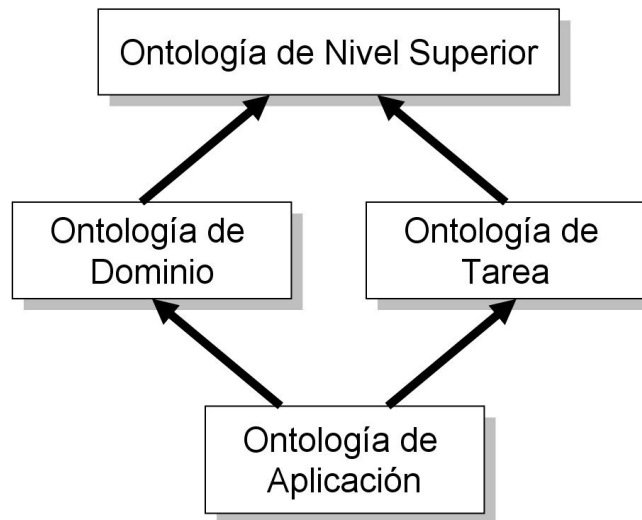 Ontología de Nivel Superior
Ontología de
Dominio
Ontología de
Tarea
Ontología de
Aplicación